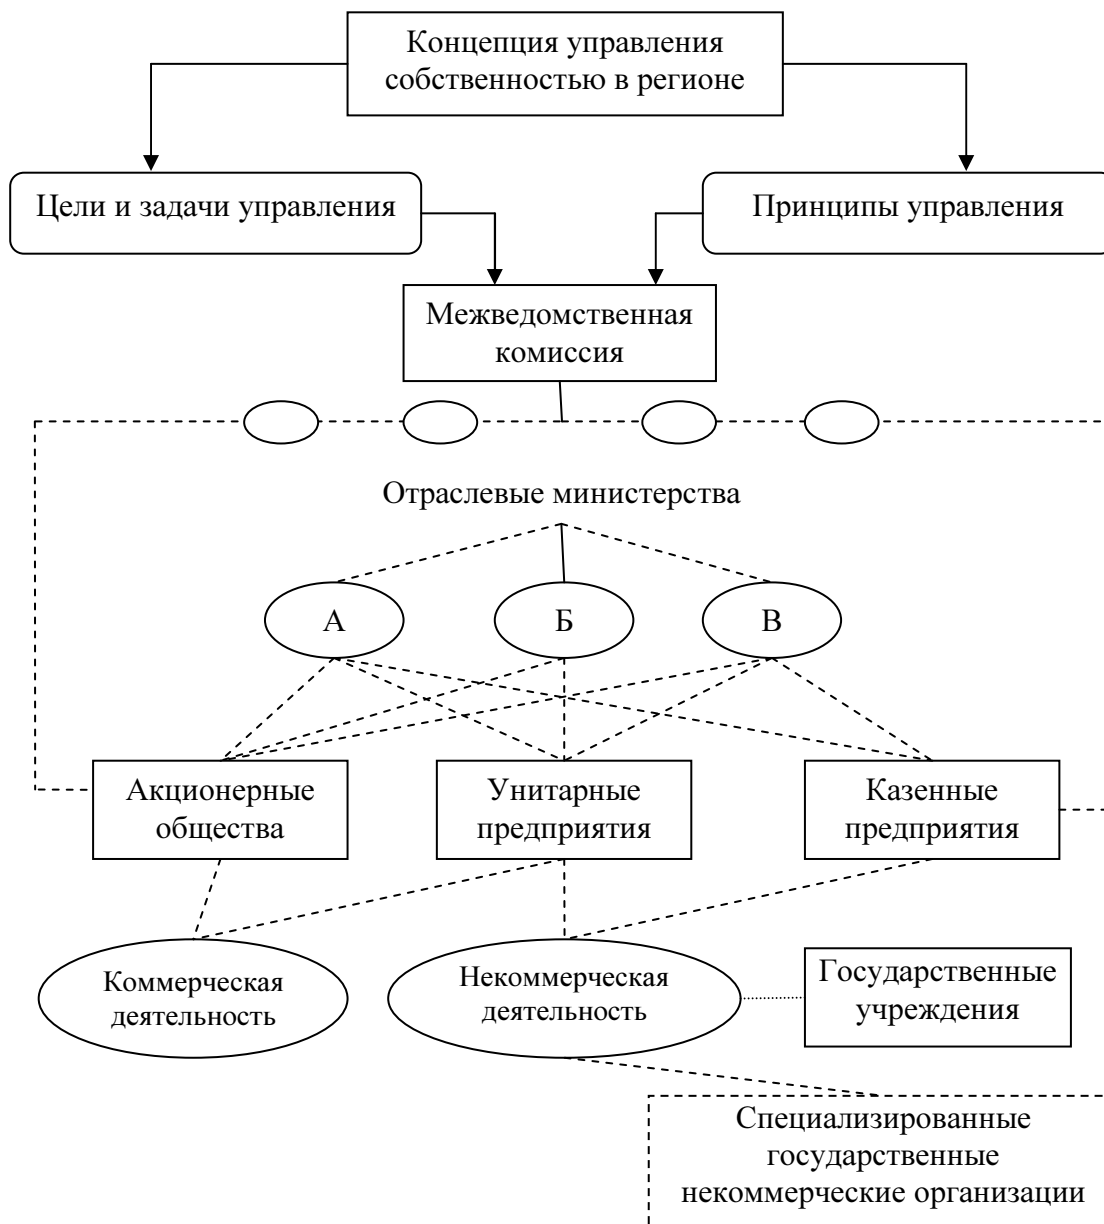 Концепция управления
собственностью в регионе
Цели и задачи управления
Принципы управления
Межведомственная
комиссия
Отраслевые министерства
А
Б
В
Акционерные
общества
Унитарные
предприятия
Казенные
предприятия
Коммерческая
деятельность
Некоммерческая
деятельность
Государственные
учреждения
Специализированные
государственные
некоммерческие организации